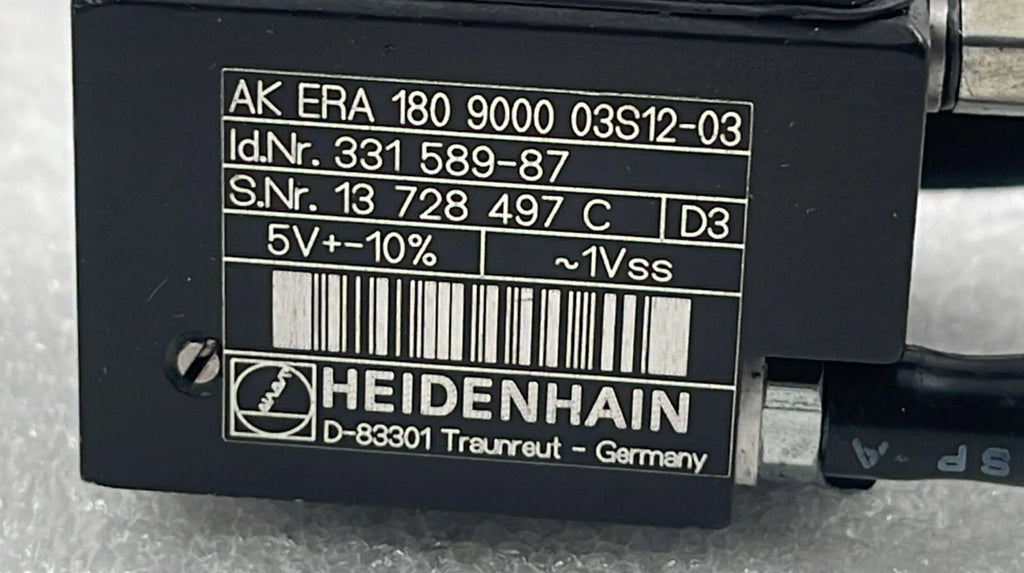 AK ERA 180 9000 03S12-03
Id.Nr. 331 589-87
S.Nr. 13 728 497 C D3
5V+-10% ~1Vss
HEIDENHAIN
D-83301 Traunreut - Germany
SP A